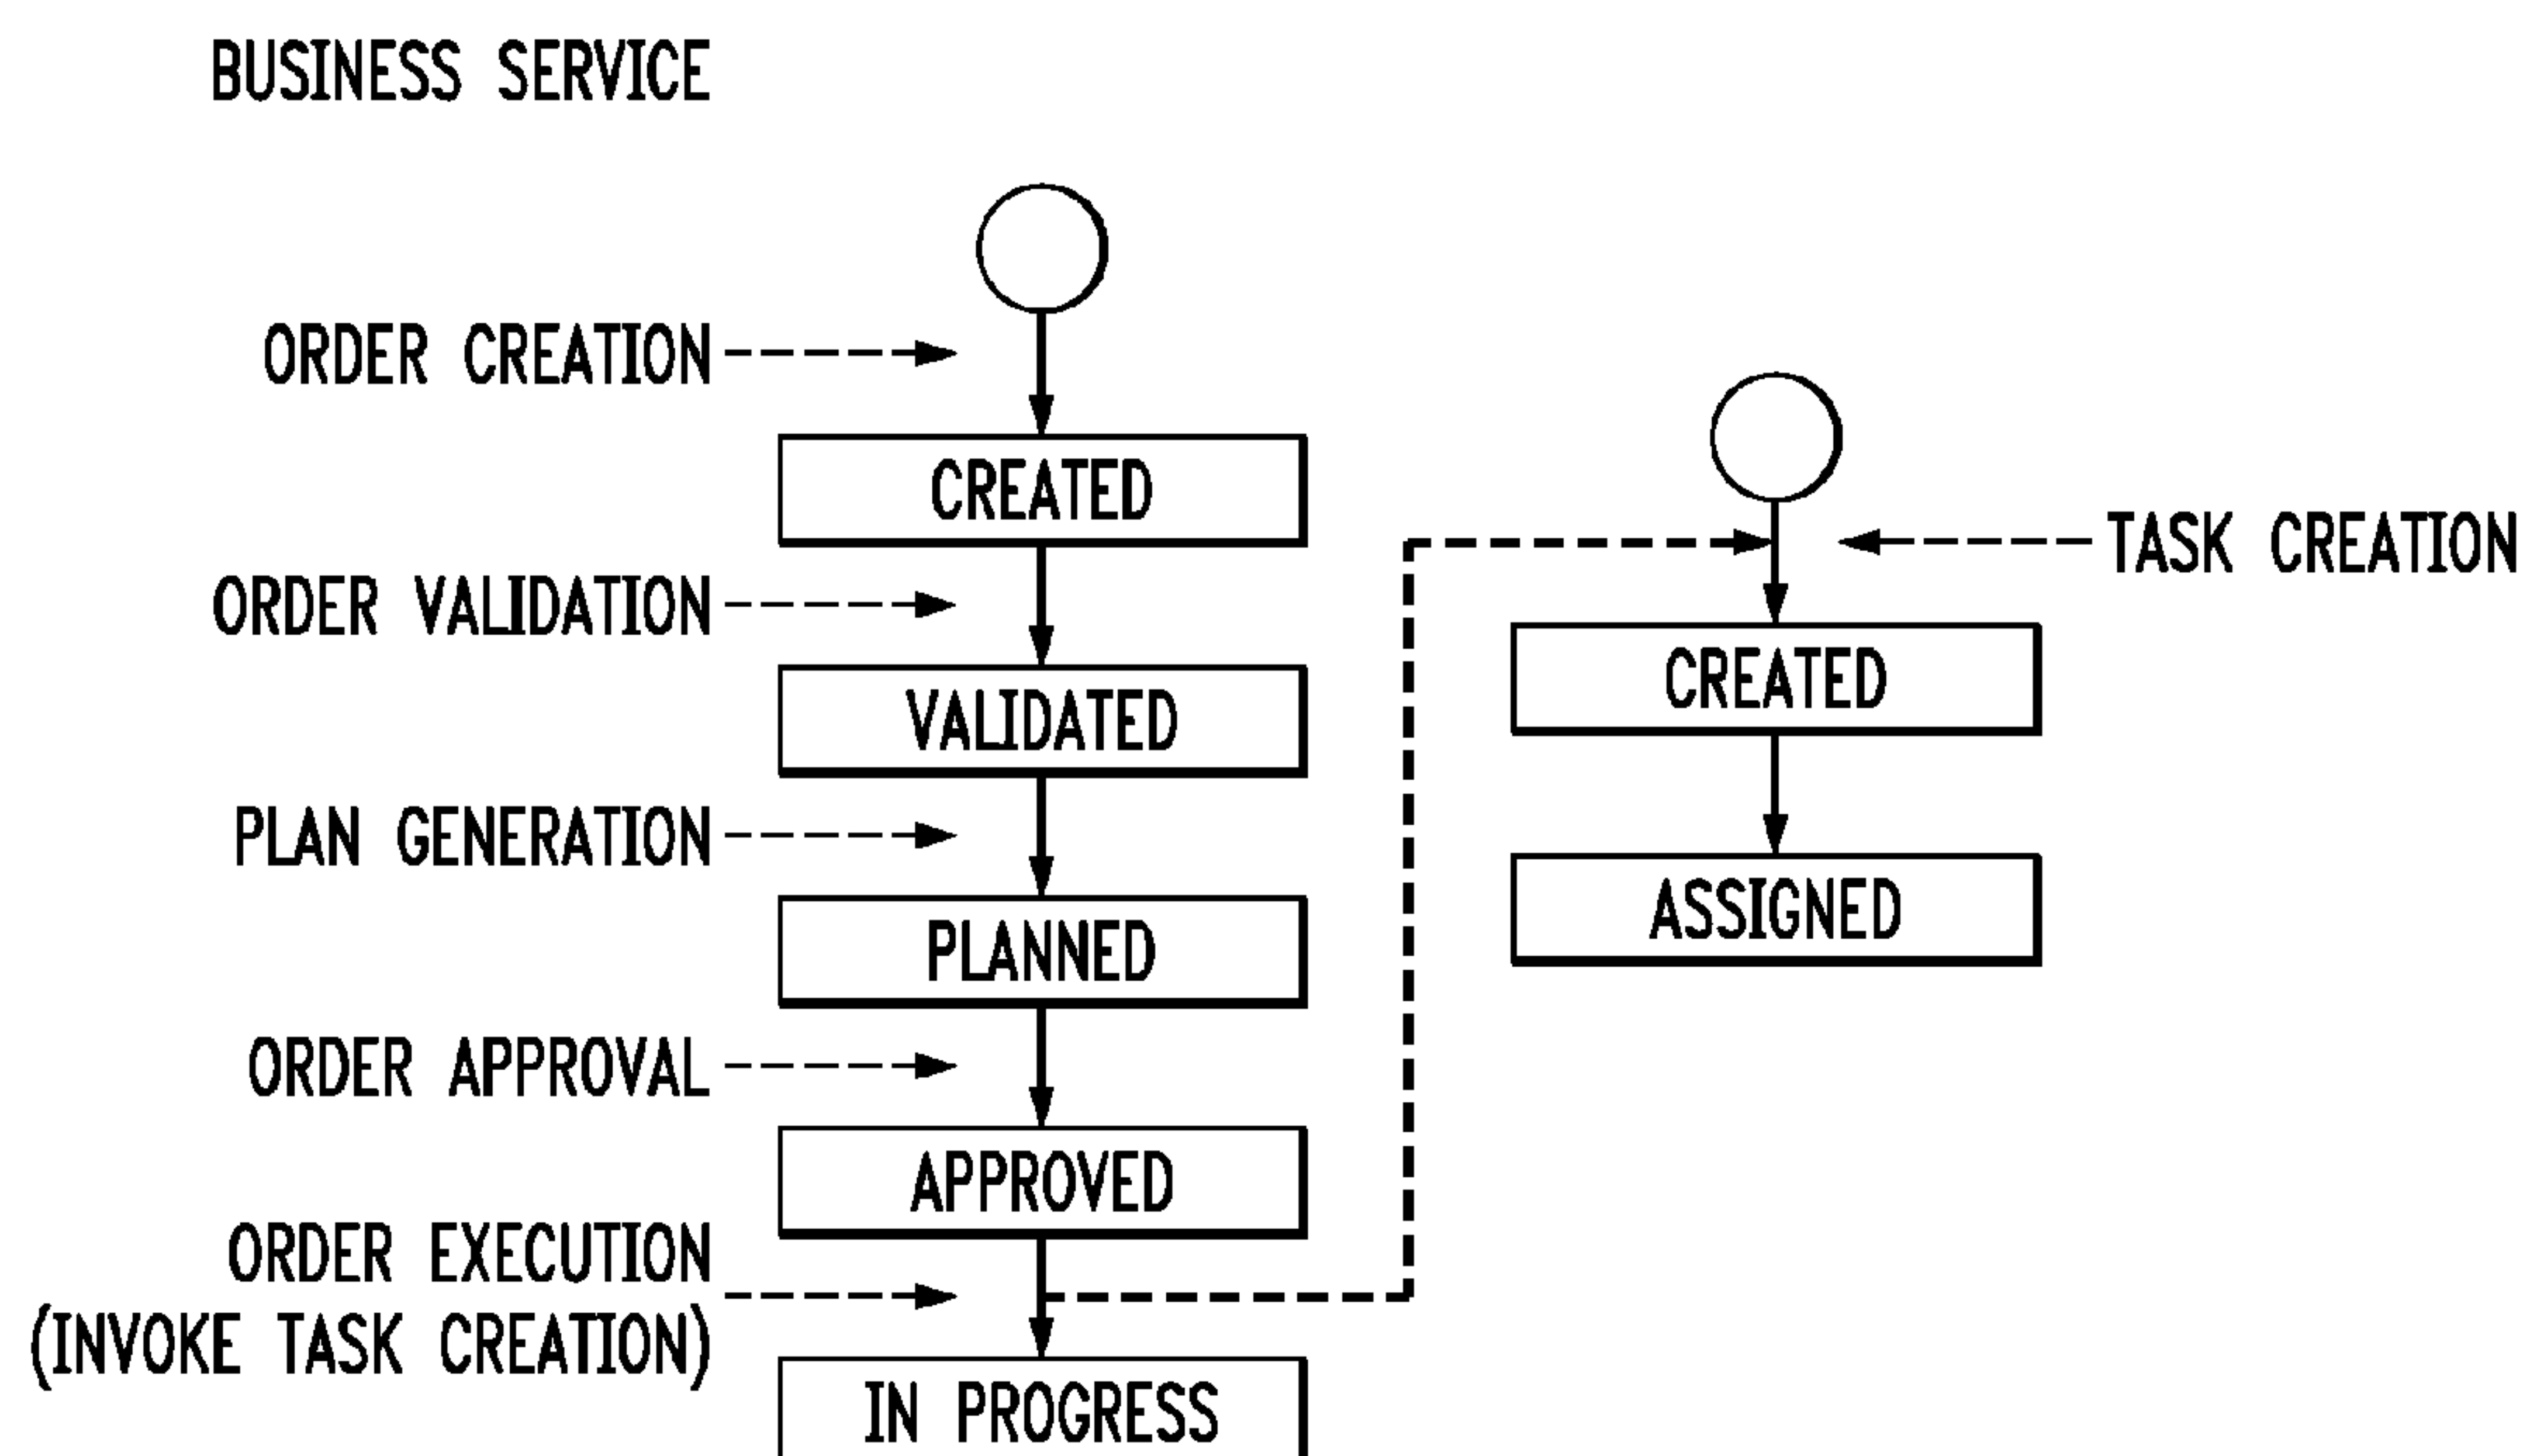 BUSINESS SERVICE
ORDER CREATION
CREATED
ORDER VALIDATION
VALIDATED
PLAN GENERATION
PLANNED
ORDER APPROVAL
APPROVED
ORDER EXECUTION
(INVOKE TASK CREATION)
IN PROGRESS
TASK CREATION
CREATED
ASSIGNED